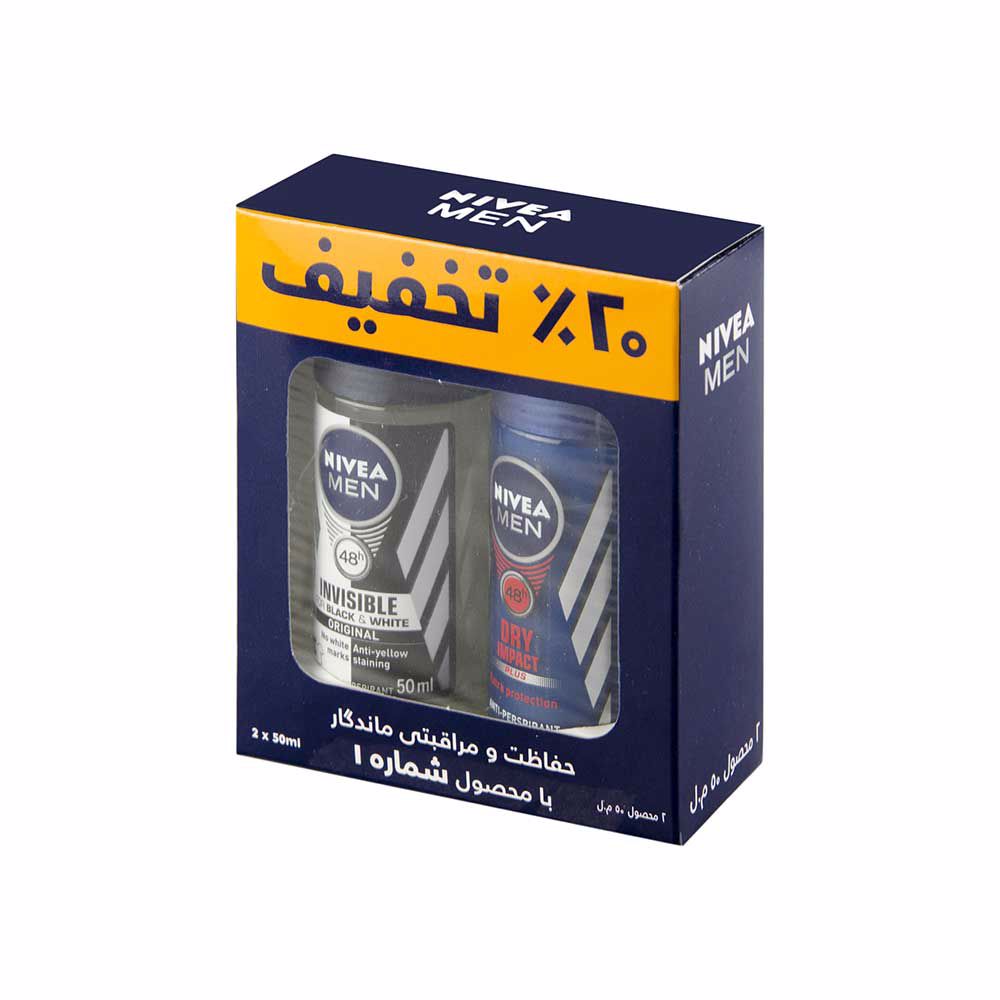 NIVEA
MEN
۲۰٪ تخفیف
NIVEA
MEN
NIVEA
MEN
48h
INVISIBLE
BLACK & WHITE
ORIGINAL
No white
marks
Anti-yellow
staining
50 ml
NIVEA
MEN
48h
DRY
IMPACT
PLUS
protection
ANTI-PERSPIRANT
حفاظت و مراقبتی ماندگار
با محصول شماره ۱
2 x 50ml
۲ محصول ۵۰ م.ل
۲ محصول ۵۰ م.ل